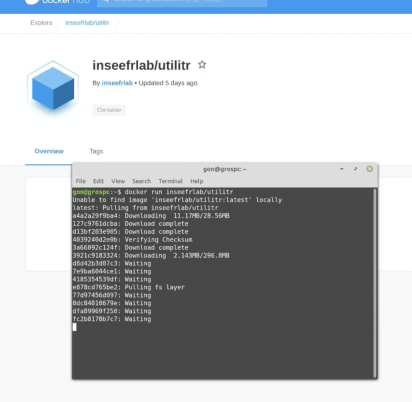 docker hub
Explore inseefrlab/utilitr
inseefrlab/utilitr ☆
By inseefrlab • Updated 5 days ago
Container
Overview Tags
gon@grospc: ~
File Edit View Search Terminal Help
gon@grospc:~$ docker run inseefrlab/utilitr
Unable to find image 'inseefrlab/utilitr:latest' locally
latest: Pulling from inseefrlab/utilitr
a4a2a29f9ba4: Downloading 11.17MB/28.56MB
127c9761dcba: Download complete
d13bf203e905: Download complete
4039240d2e0b: Verifying Checksum
3a66092c124f: Download complete
3921c9183324: Downloading 2.143MB/296.8MB
d8d42b3d07c3: Waiting
7e9ba6044ce1: Waiting
4185354539df: Waiting
e878cd765be2: Pulling fs layer
77d97456d097: Waiting
0dc84010679e: Waiting
dfa89969f250: Waiting
fc2b8170b7c7: Waiting